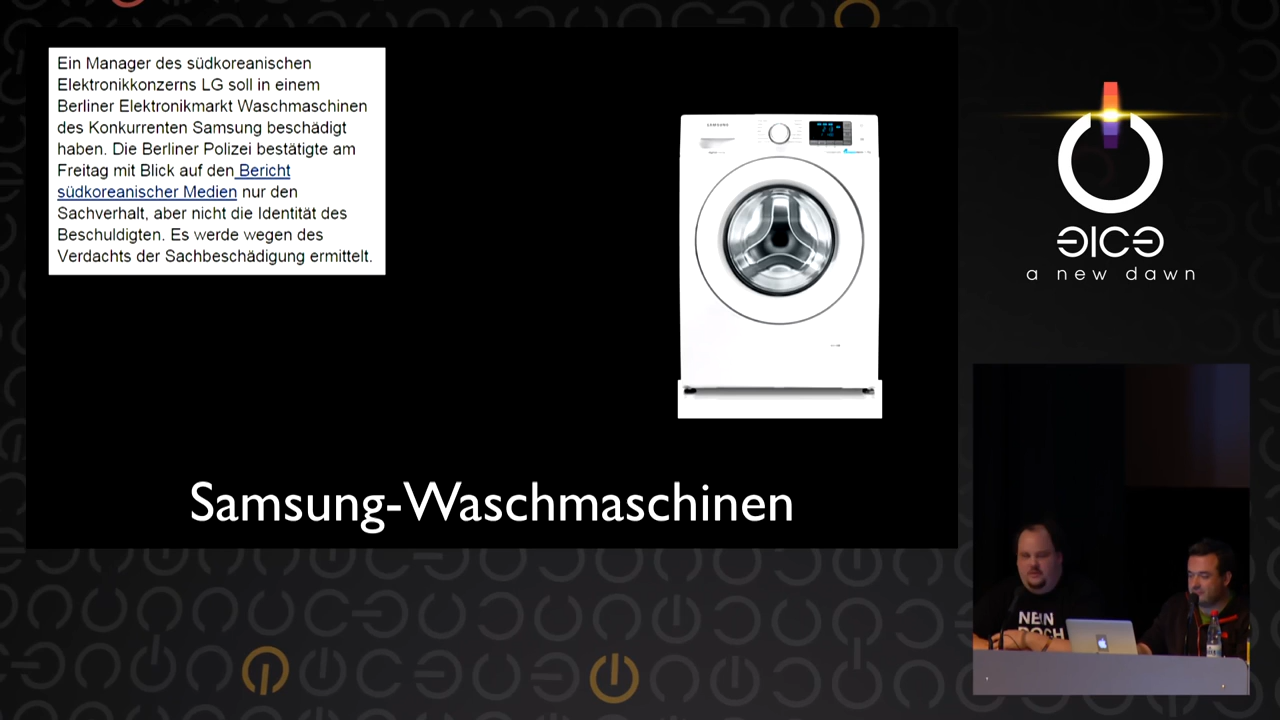 Ein Manager des südkoreanischen
Elektronikkonzerns LG soll in einem
Berliner Elektronikmarkt Waschmaschinen
des Konkurrenten Samsung beschädigt
haben. Die Berliner Polizei bestätigte am
Freitag mit Blick auf den Bericht
südkoreanischer Medien nur den
Sachverhalt, aber nicht die Identität des
Beschuldigten. Es werde wegen des
Verdachts der Sachbeschädigung ermittelt.
SAMSUNG
Samsung-Waschmaschinen
a new dawn
NEIN
DOCH